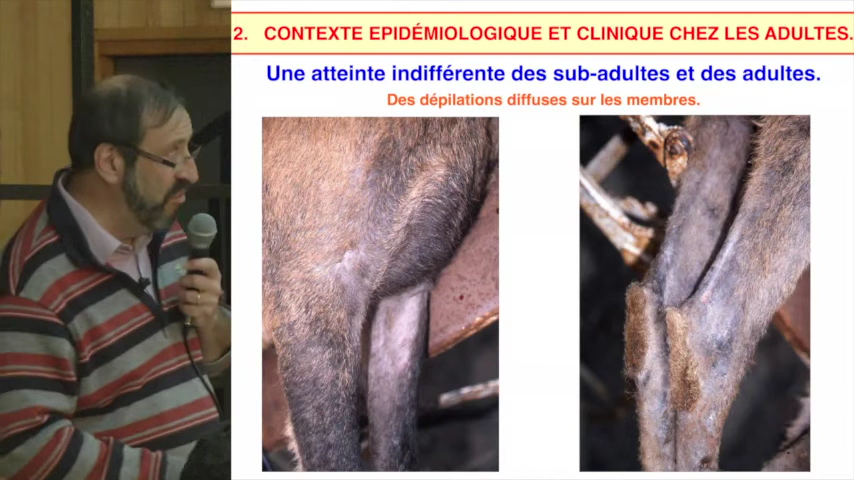 2. CONTEXTE EPIDÉMIOLOGIQUE ET CLINIQUE CHEZ LES ADULTES.
Une atteinte indifférente des sub-adultes et des adultes.
Des dépilations diffuses sur les membres.